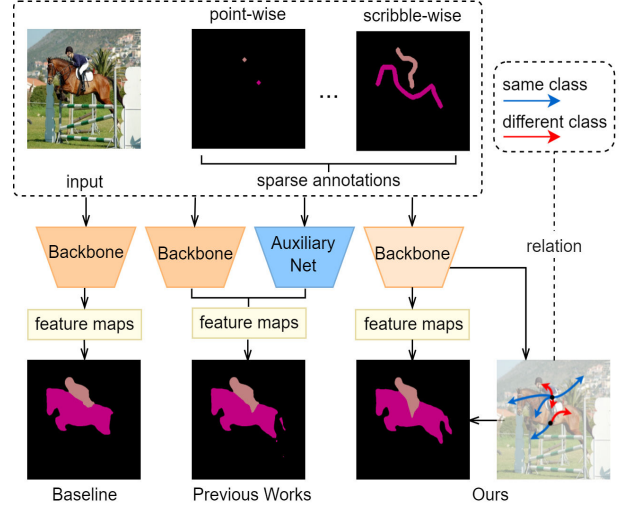 point-wise
scribble-wise
...
same class
different class
input
sparse annotations
Backbone
Backbone
Auxiliary
Net
Backbone
relation
feature maps
feature maps
feature maps
Baseline
Previous Works
Ours